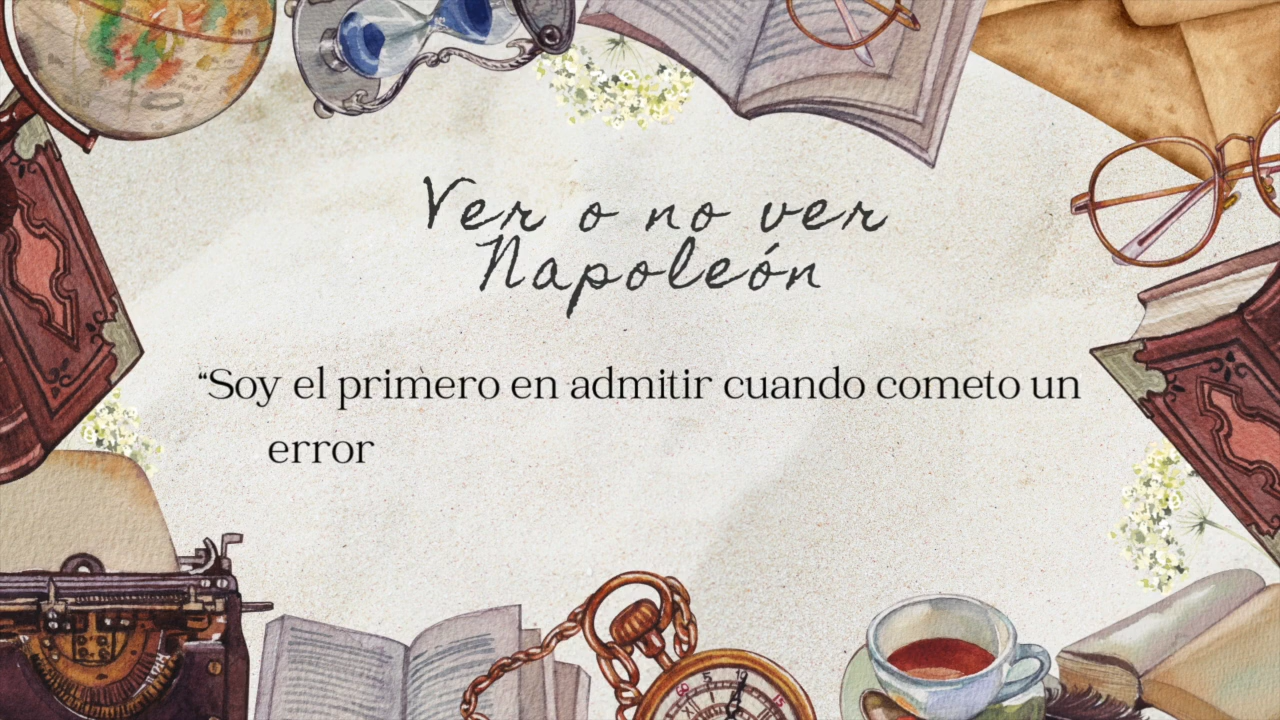 Ver o no ver
Napoleón
“Soy el primero en admitir cuando cometo un
error